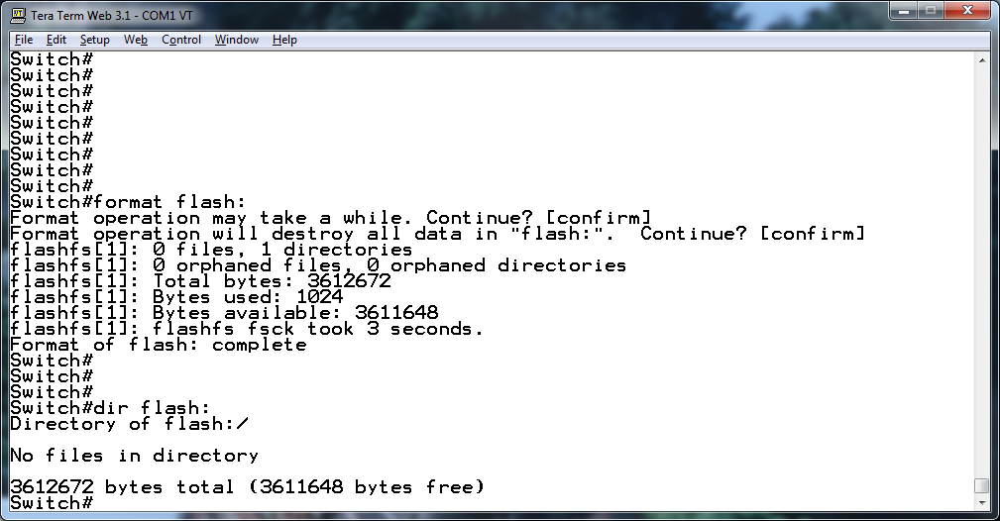 Tera Term Web 3.1 - COM1 VT
File Edit Setup Web Control Window Help
Switch#
Switch#
Switch#
Switch#
Switch#
Switch#
Switch#
Switch#
Switch#
Switch#format flash:
Format operation may take a while. Continue? [confirm]
Format operation will destroy all data in "flash:".  Continue? [confirm]
flashfs[1]: 0 files, 1 directories
flashfs[1]: 0 orphaned files, 0 orphaned directories
flashfs[1]: Total bytes: 3612672
flashfs[1]: Bytes used: 1024
flashfs[1]: Bytes available: 3611648
flashfs[1]: flashfs fsck took 3 seconds.
Format of flash: complete
Switch#
Switch#
Switch#
Switch#dir flash:
Directory of flash:/
No files in directory
3612672 bytes total (3611648 bytes free)
Switch#